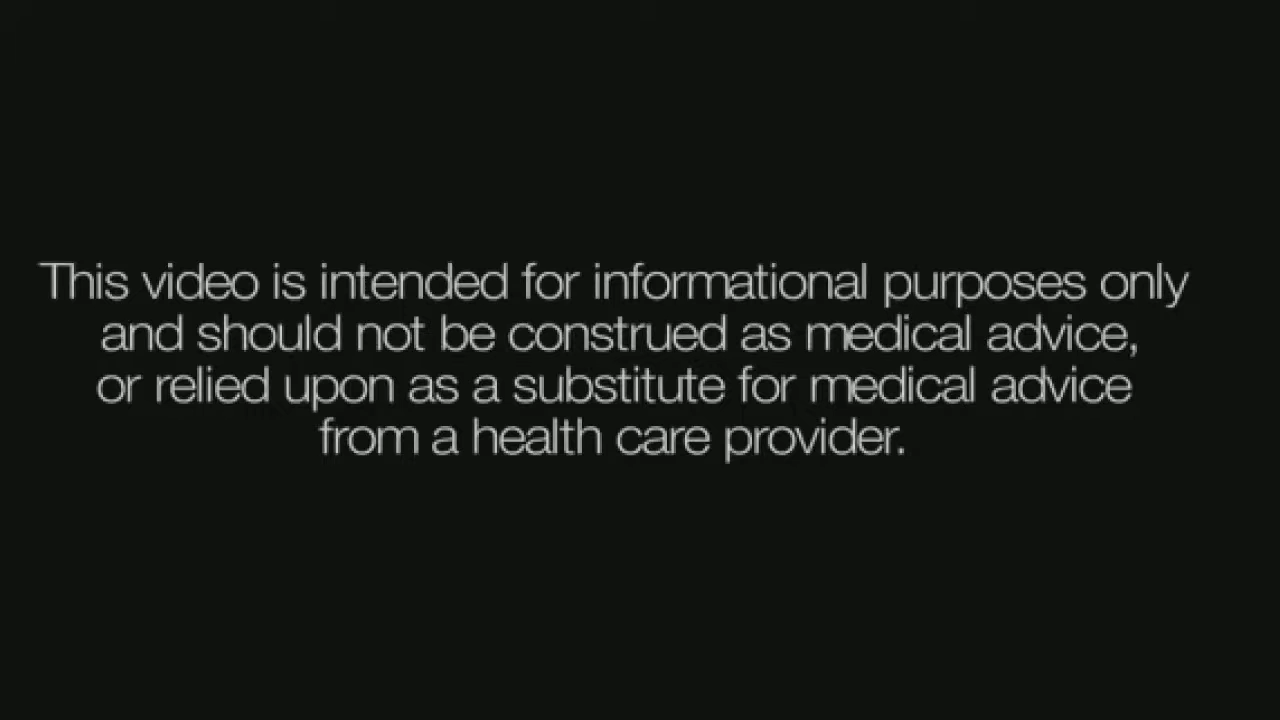 This video is intended for informational purposes only
and should not be construed as medical advice,
or relied upon as a substitute for medical advice
from a health care provider.